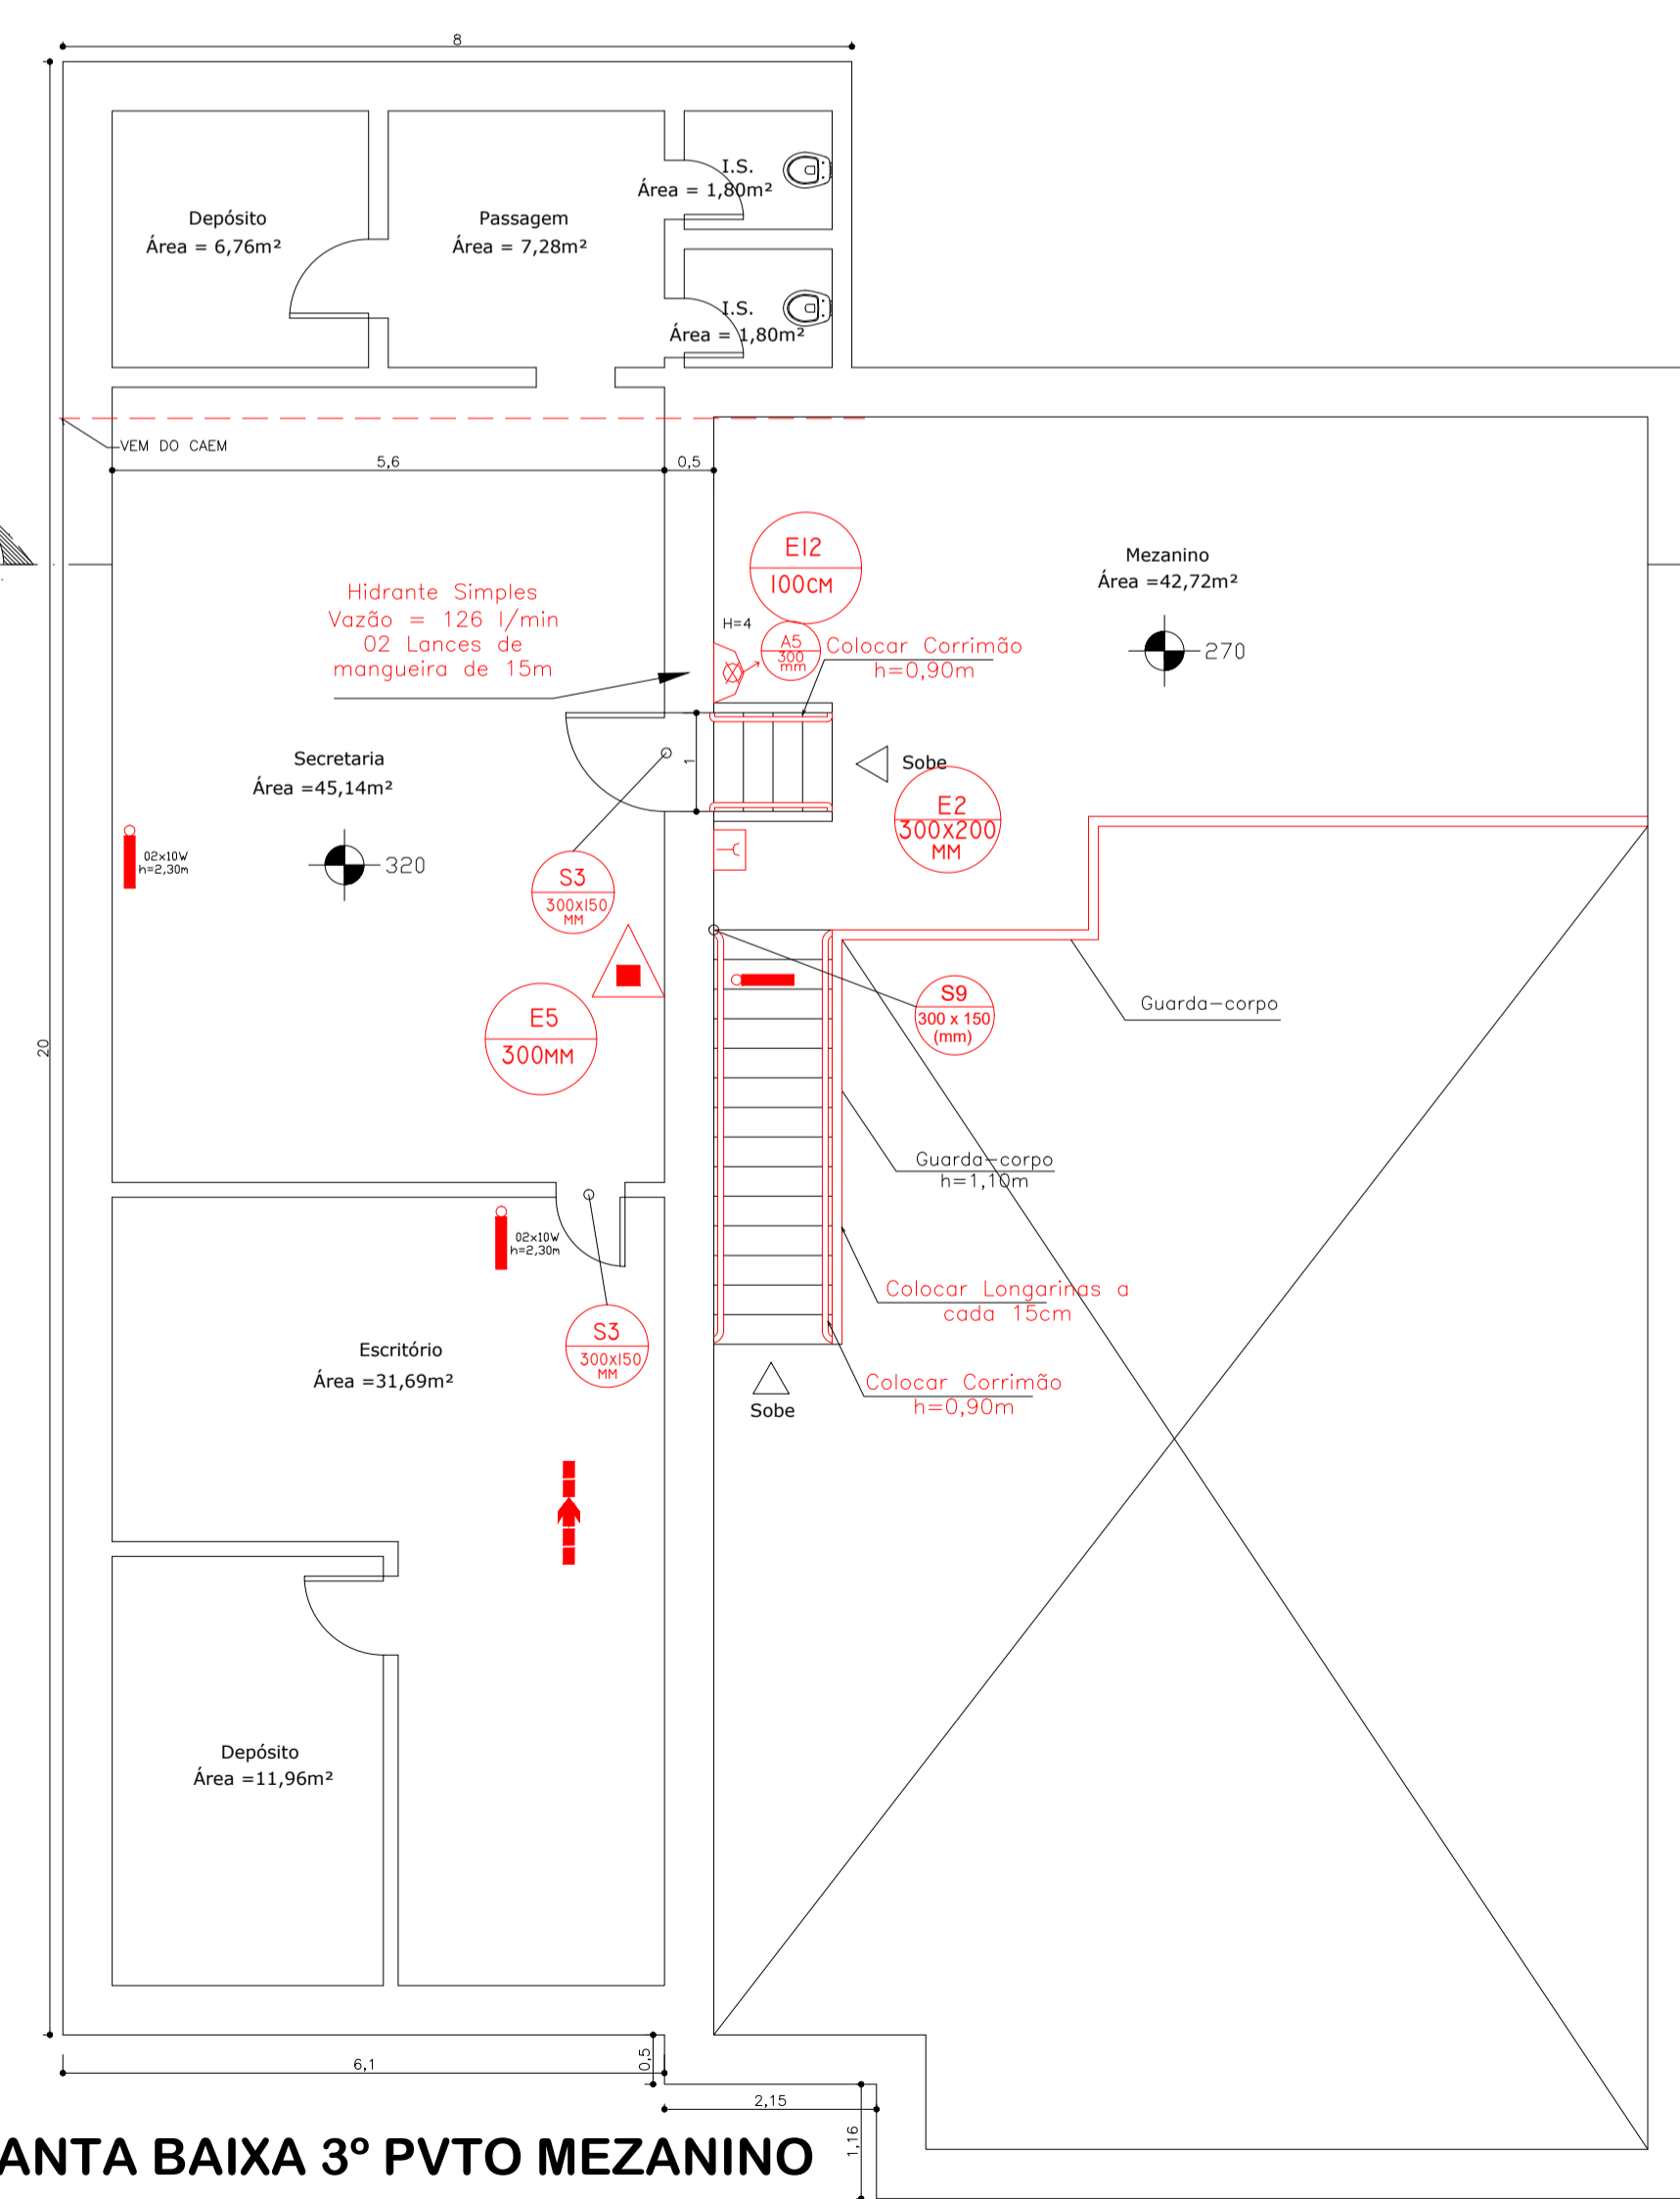 8
I.S.
Área = 1,80m²
Depósito
Área = 6,76m²
Passagem
Área = 7,28m²
I.S.
Área = 1,80m²
VEM DO CAEM
5,6
0,5
E12
100CM
Mezanino
Área =42,72m²
Hidrante Simples
Vazão = 126 l/min
02 Lances de
mangueira de 15m
H=4
A5
300
mm
Colocar Corrimão
h=0,90m
270
Secretaria
Área =45,14m²
1
Sobe
E2
300X200
MM
02x10W
h=2,30m
320
S3
300x150
MM
S9
300 x 150
(mm)
Guarda-corpo
E5
300MM
20
Guarda-corpo
h=1,10m
02x10W
h=2,30m
Colocar Longarinas a
cada 15cm
S3
300x150
MM
Escritório
Área =31,69m²
Colocar Corrimão
h=0,90m
Sobe
Depósito
Área =11,96m²
6,1
0,5
2,15
1,16
ANTA BAIXA 3º PVTO MEZANINO